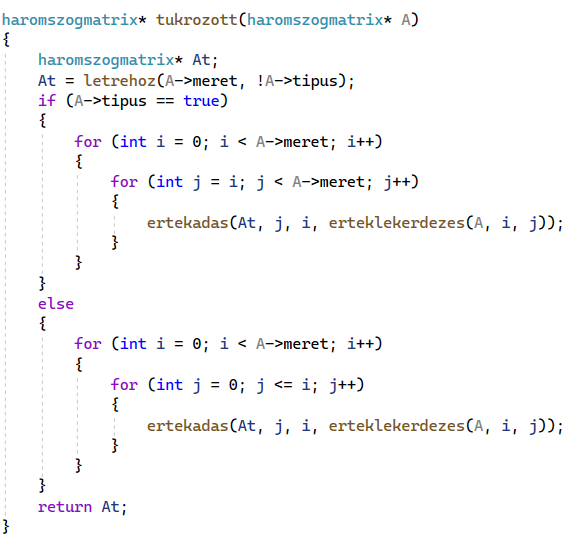 haromszogmatrix* tukrozott(haromszogmatrix* A)
{
    haromszogmatrix* At;
    At = letrehoz(A->meret, !A->tipus);
    if (A->tipus == true)
    {
        for (int i = 0; i < A->meret; i++)
        {
            for (int j = i; j < A->meret; j++)
            {
                ertekadas(At, j, i, erteklekerdezes(A, i, j));
            }
        }
    }
    else
    {
        for (int i = 0; i < A->meret; i++)
        {
            for (int j = 0; j <= i; j++)
            {
                ertekadas(At, j, i, erteklekerdezes(A, i, j));
            }
        }
    }
    return At;
}